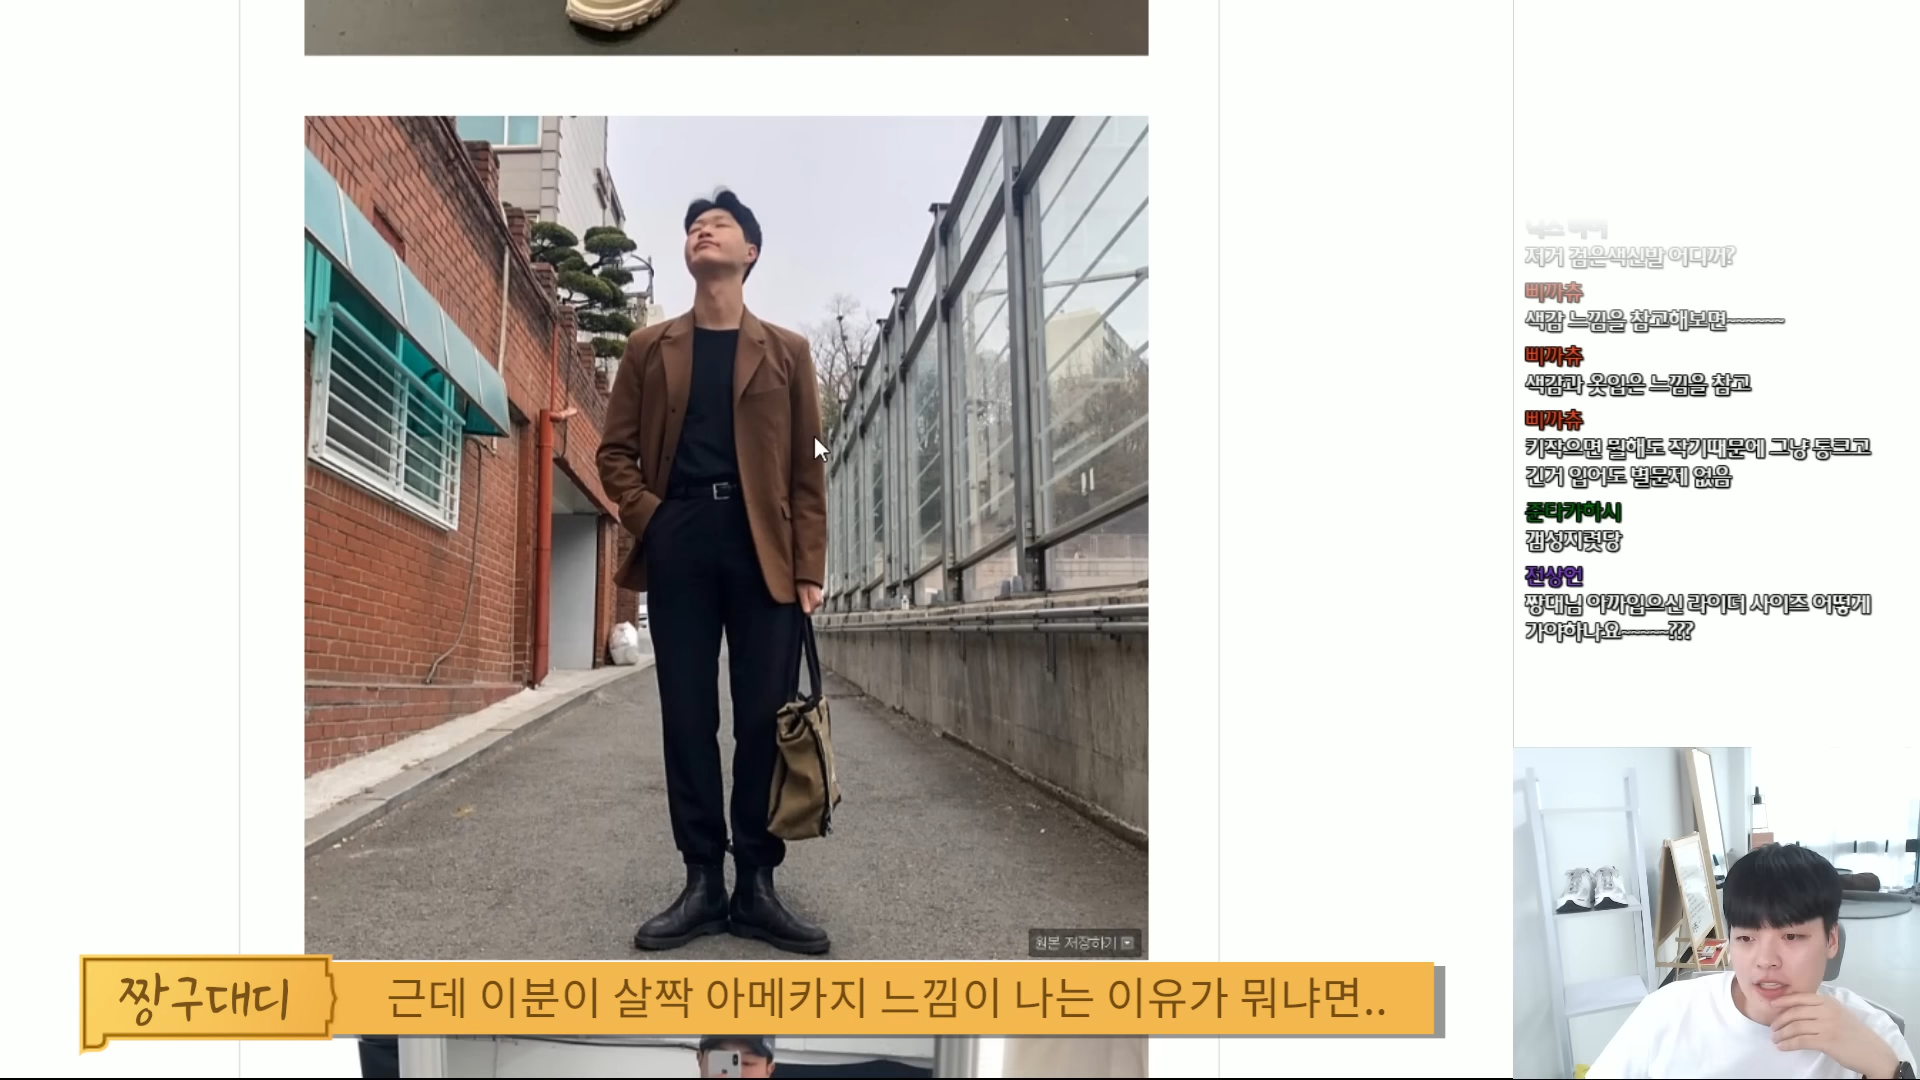 저거 검은색신발 어디꺼?
삐까츄
색감 느낌을 참고해보면~~~~~~
삐까츄
색감과 옷입은 느낌을 참고
삐까츄
키작으면 뭘해도 작기때문에 그냥 통크고
긴거 입어도 별문제 없음
준타카하시
갬성지렷당
전상언
짱대님 아까입으신 라이더 사이즈 어떻게
가야하나요~~~~~???
원본 저장하기
짱구대디
근데 이분이 살짝 아메카지 느낌이 나는 이유가 뭐냐면..